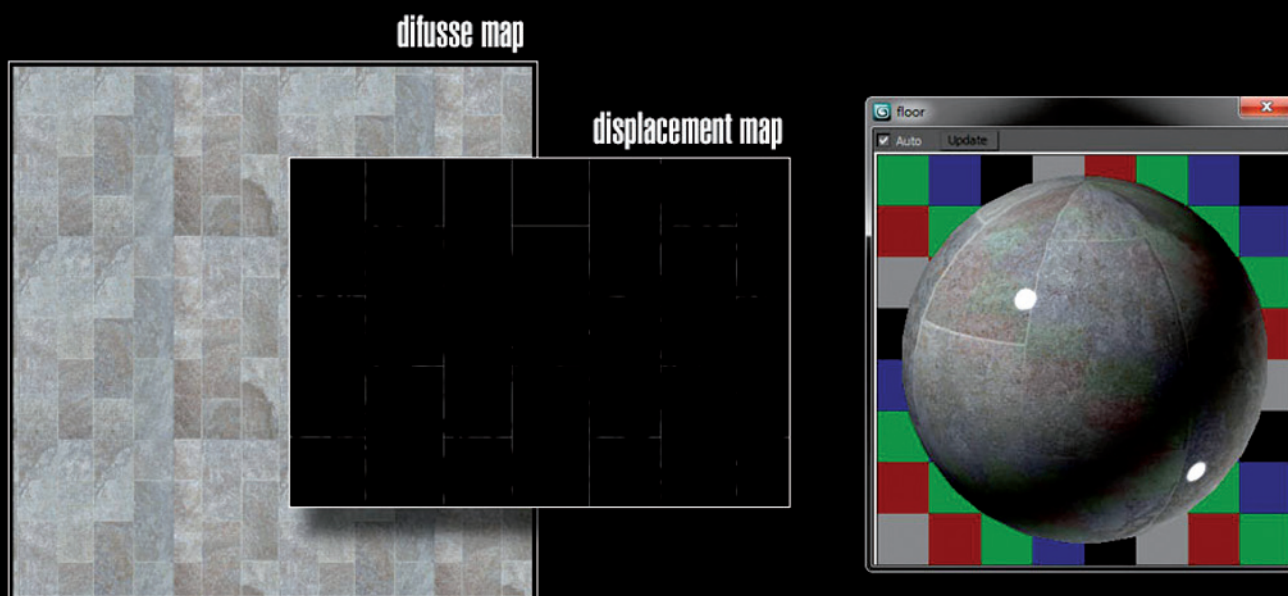 difusse map
displacement map
floor
Auto
Update